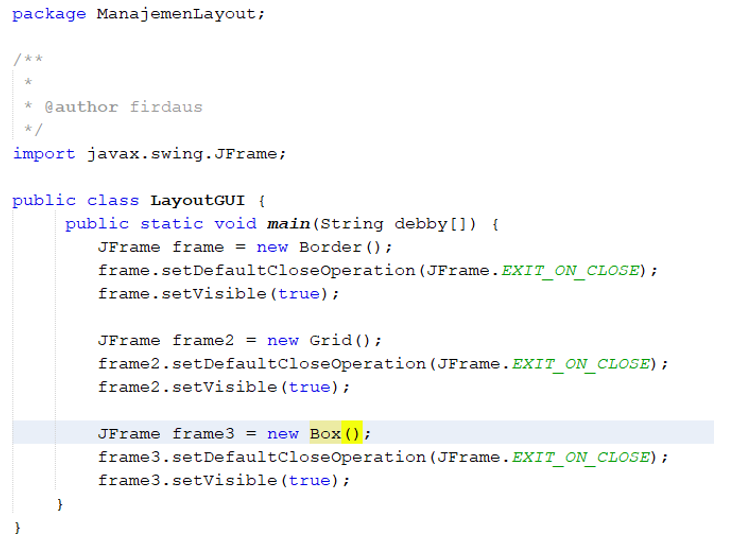 package ManajemenLayout;
/**
*
* @author firdaus
*/
import javax.swing.JFrame;
public class LayoutGUI {
public static void main(String debby[]) {
JFrame frame = new Border();
frame.setDefaultCloseOperation(JFrame.EXIT_ON_CLOSE);
frame.setVisible(true);
JFrame frame2 = new Grid();
frame2.setDefaultCloseOperation(JFrame.EXIT_ON_CLOSE);
frame2.setVisible(true);
JFrame frame3 = new Box();
frame3.setDefaultCloseOperation(JFrame.EXIT_ON_CLOSE);
frame3.setVisible(true);
}
}